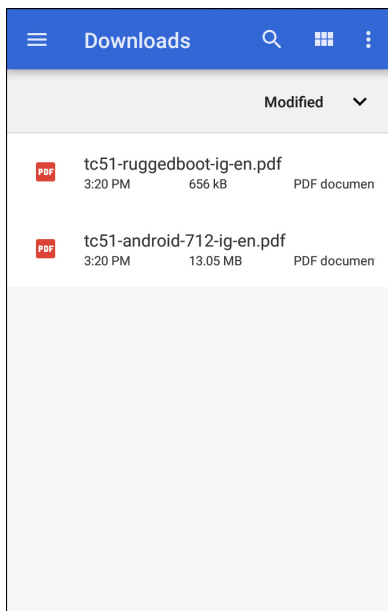 Downloads
Modified
PDF
tc51-ruggedboot-ig-en.pdf
3:20 PM 656 kB PDF documen
PDF
tc51-android-712-ig-en.pdf
3:20 PM 13.05 MB PDF documen